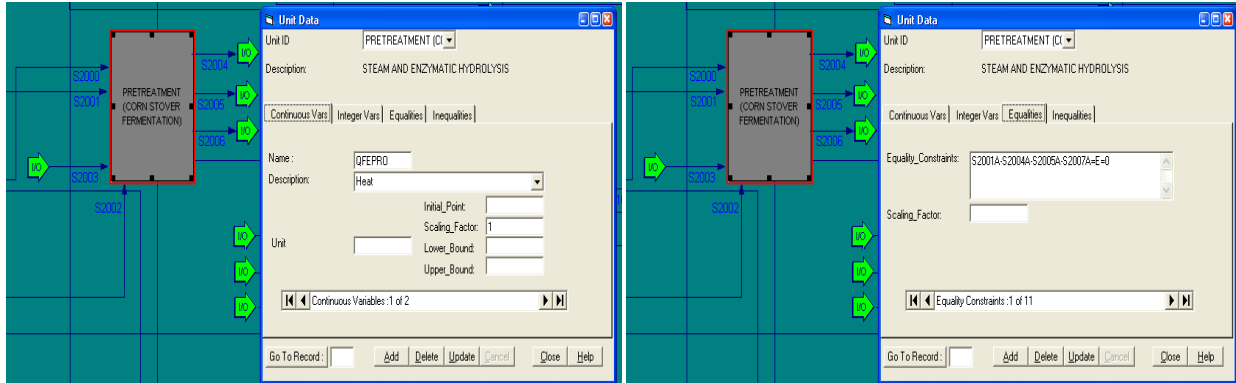 Unit Data
Unit ID PRETREATMENT (C(
Description: STEAM AND ENZYMATIC HYDROLYSIS
Continuous Vars Integer Vars Equalities Inequalities
Name : QFEPRO
Description: Heat
Initial_Point:
Scaling_Factor: 1
Unit Lower_Bound:
Upper_Bound:
Continuous Variables :1 of 2
Go To Record : Add Delete Update Cancel Close Help
I/O
S2004
S2000
PRETREATMENT
(CORN STOVER
FERMENTATION)
I/O
S2001
S2005
I/O
S2006
I/O
S2003
S2002
I/O
I/O
I/O
Unit Data
Unit ID PRETREATMENT (C(
Description: STEAM AND ENZYMATIC HYDROLYSIS
Continuous Vars Integer Vars Equalities Inequalities
Equality_Constraints: S2001A-S2004A-S2005A-S2007A=E=0
Scaling_Factor:
Equality Constraints :1 of 11
Go To Record : Add Delete Update Cancel Close Help
I/O
S2004
S2000
PRETREATMENT
(CORN STOVER
FERMENTATION)
I/O
S2001
S2005
I/O
S2006
I/O
S2003
S2002
I/O
I/O
I/O